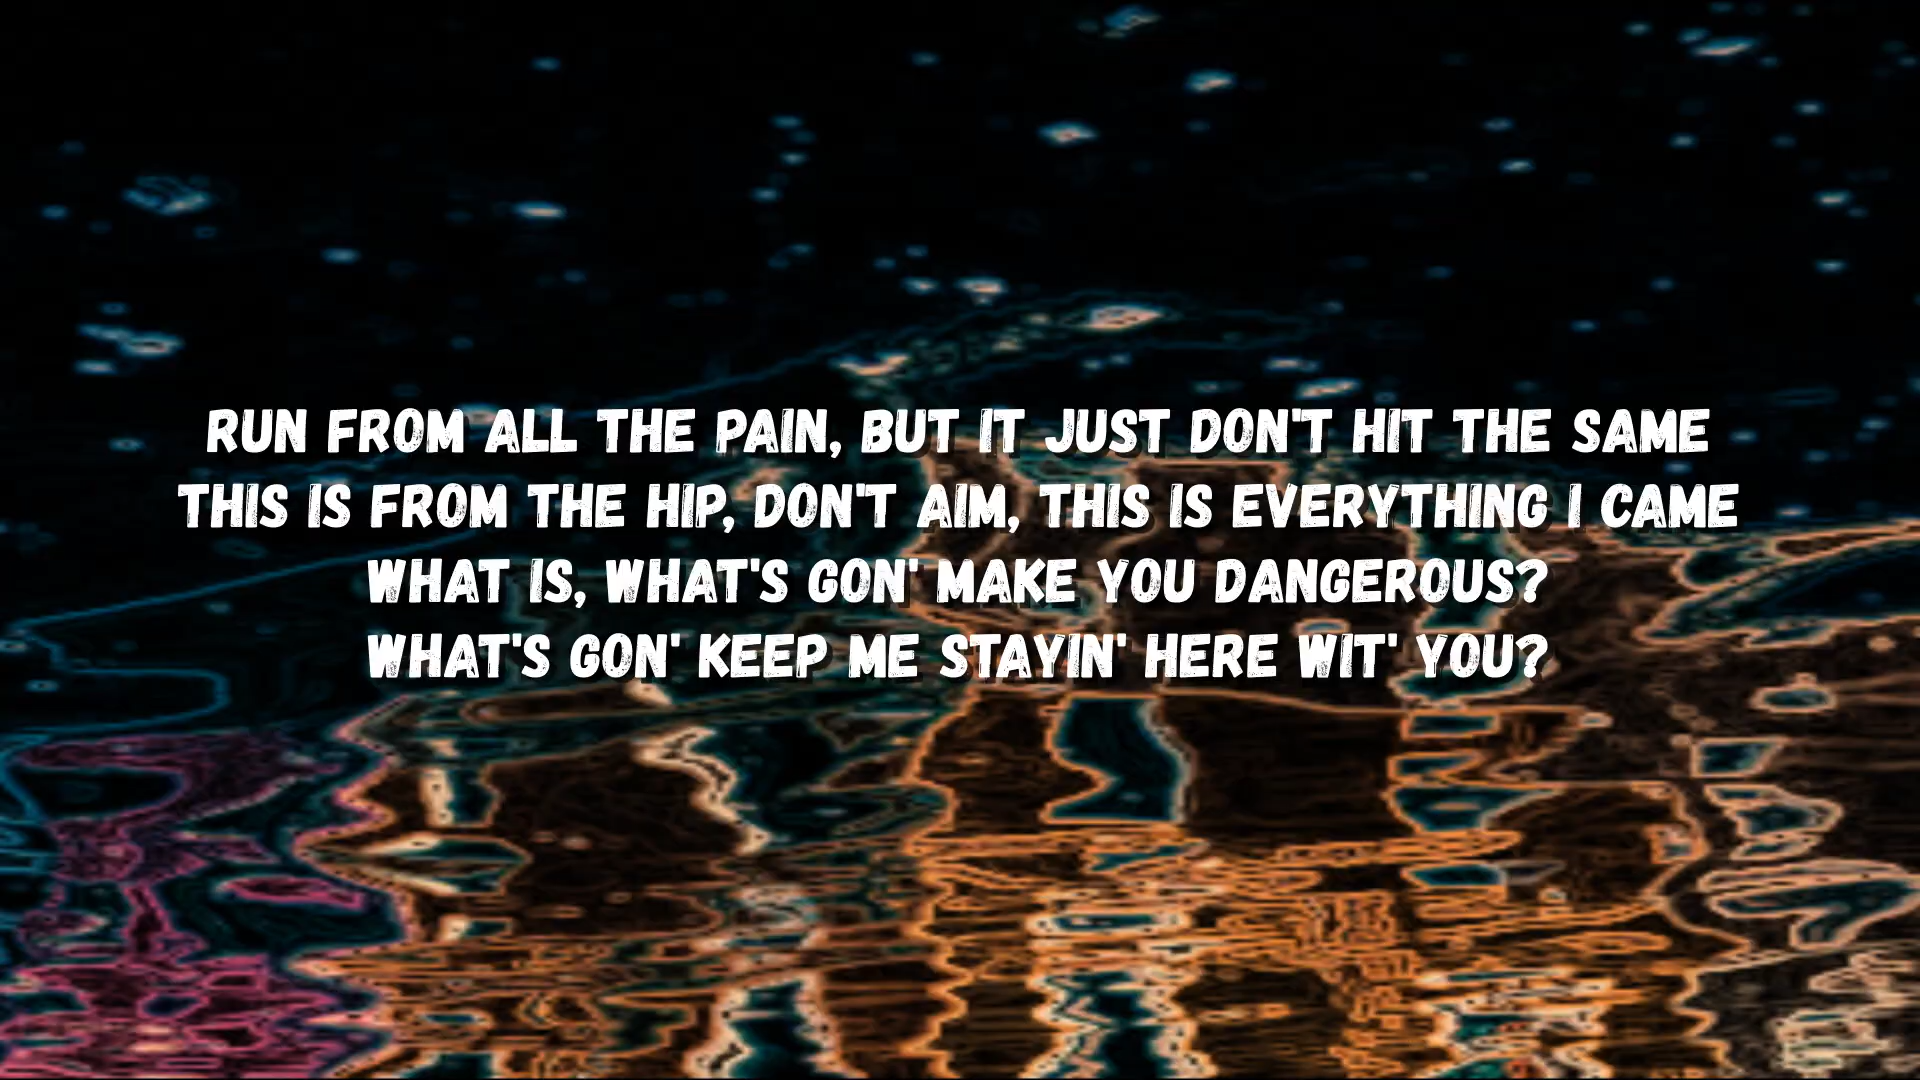 RUN FROM ALL THE PAIN, BUT IT JUST DON'T HIT THE SAME
THIS IS FROM THE HIP, DON'T AIM, THIS IS EVERYTHING I CAME
WHAT IS, WHAT'S GON' MAKE YOU DANGEROUS?
WHAT'S GON' KEEP ME STAYIN' HERE WIT' YOU?